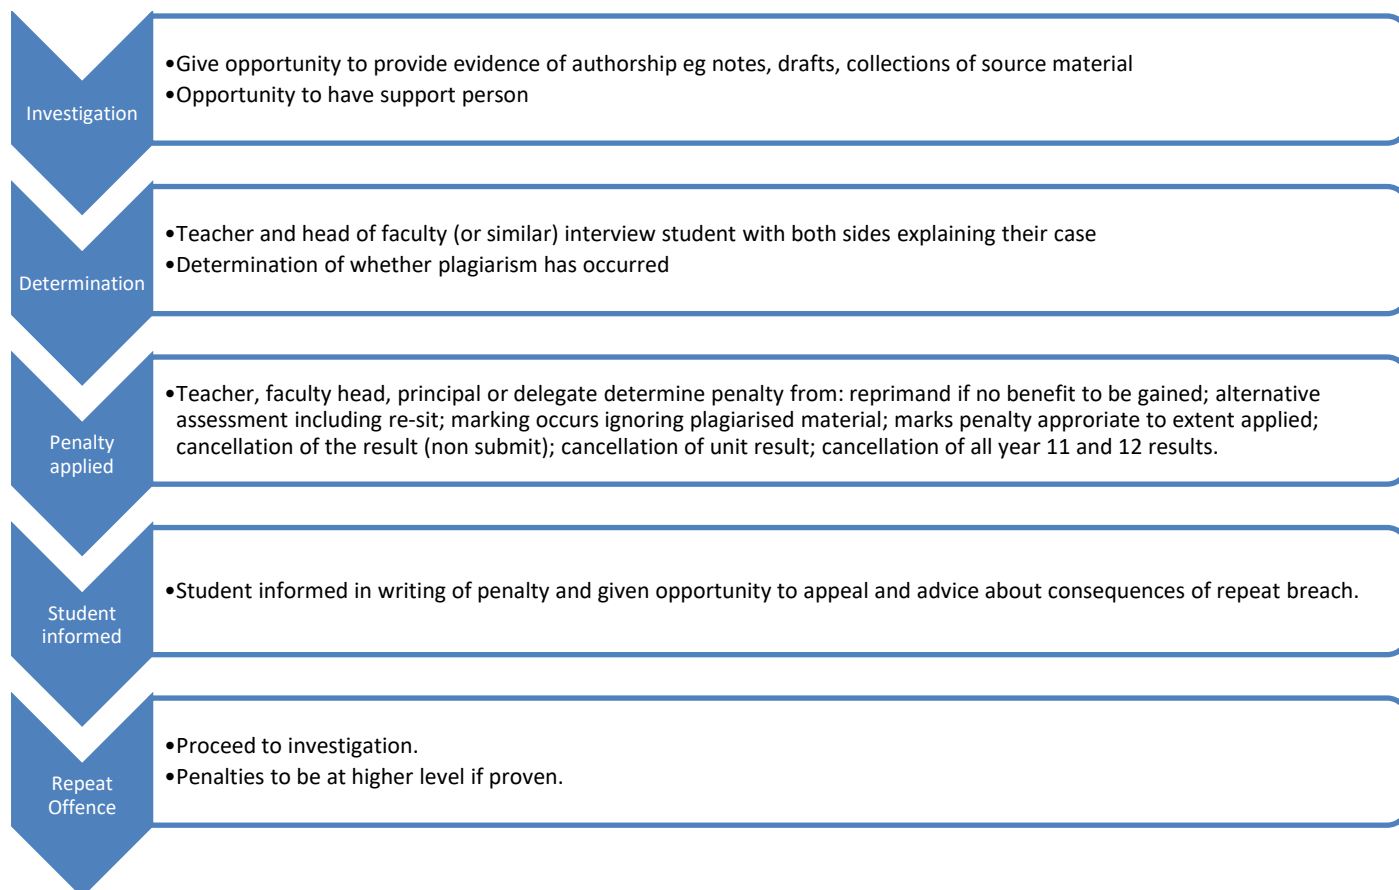 Investigation
•Give opportunity to provide evidence of authorship eg notes, drafts, collections of source material
•Opportunity to have support person
Determination
•Teacher and head of faculty (or similar) interview student with both sides explaining their case
•Determination of whether plagiarism has occurred
Penalty
applied
•Teacher, faculty head, principal or delegate determine penalty from: reprimand if no benefit to be gained; alternative
assessment including re-sit; marking occurs ignoring plagiarised material; marks penalty approriate to extent applied;
cancellation of the result (non submit); cancellation of unit result; cancellation of all year 11 and 12 results.
Student
informed
•Student informed in writing of penalty and given opportunity to appeal and advice about consequences of repeat breach.
Repeat
Offence
•Proceed to investigation.
•Penalties to be at higher level if proven.